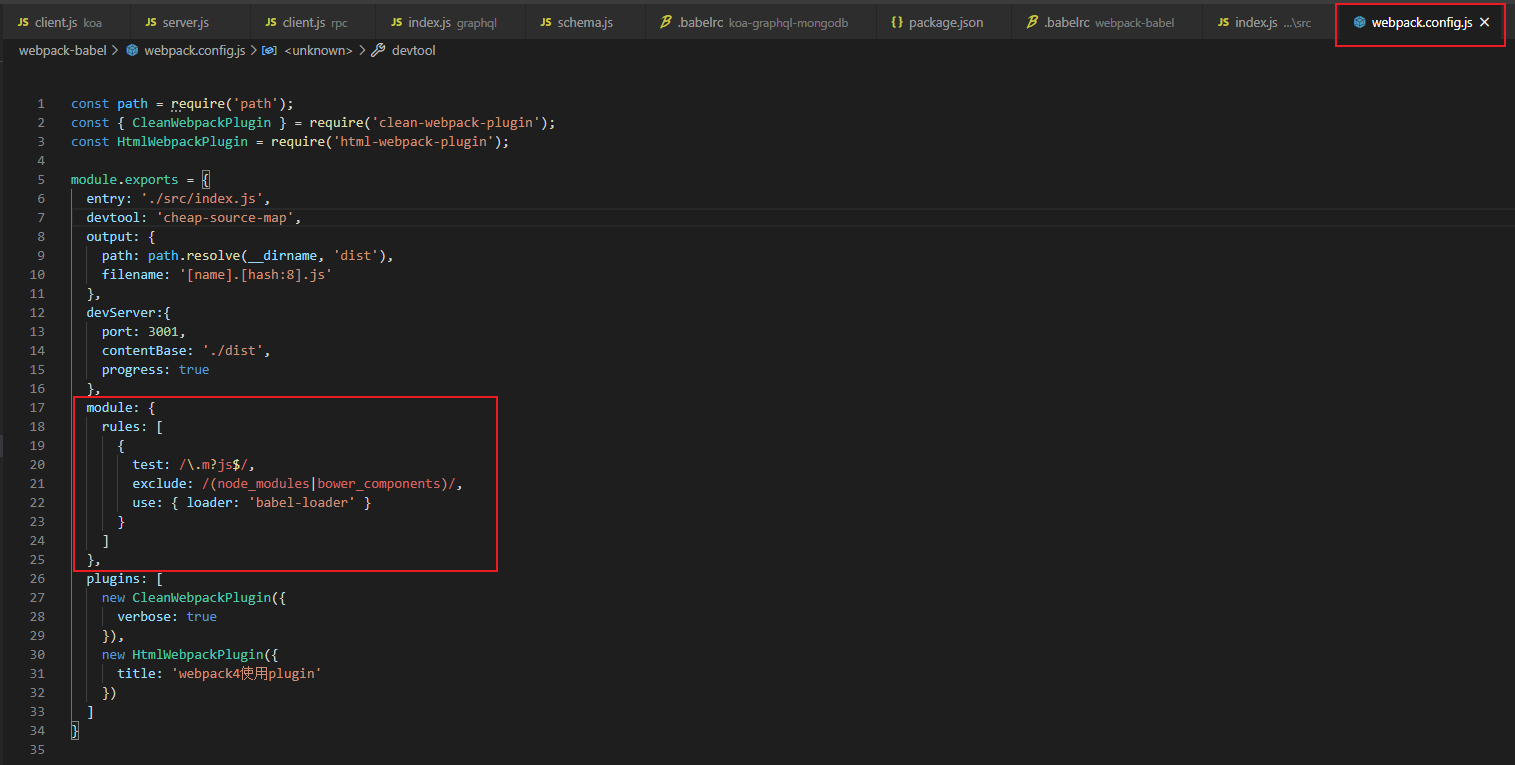 JS client.js koa JS server.js JS client.js rpc JS index.js graphql JS schema.js .babelrc koa-graphql-mongodb {} package.json .babelrc webpack-babel JS index.js ...\src webpack.config.js ×
webpack-babel > webpack.config.js > <unknown> > devtool
1 const path = require('path');
2 const { CleanWebpackPlugin } = require('clean-webpack-plugin');
3 const HtmlWebpackPlugin = require('html-webpack-plugin');
4
5 module.exports = {
6 entry: './src/index.js',
7 devtool: 'cheap-source-map',
8 output: {
9 path: path.resolve(__dirname, 'dist'),
10 filename: '[name].[hash:8].js'
11 },
12 devServer:{
13 port: 3001,
14 contentBase: './dist',
15 progress: true
16 },
17 module: {
18 rules: [
19 {
20 test: /\.m?js$/,
21 exclude: /(node_modules|bower_components)/,
22 use: { loader: 'babel-loader' }
23 }
24 ]
25 },
26 plugins: [
27 new CleanWebpackPlugin({
28 verbose: true
29 }),
30 new HtmlWebpackPlugin({
31 title: 'webpack4使用plugin'
32 })
33 ]
34 }
35